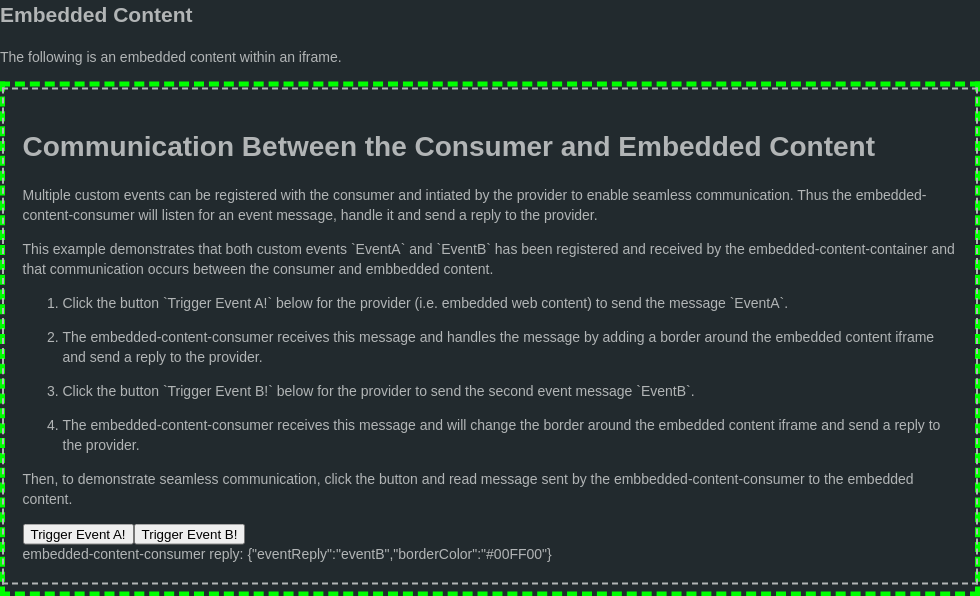 Embedded Content
The following is an embedded content within an iframe.
Communication Between the Consumer and Embedded Content
Multiple custom events can be registered with the consumer and intiated by the provider to enable seamless communication. Thus the embedded-
content-consumer will listen for an event message, handle it and send a reply to the provider.
This example demonstrates that both custom events `EventA` and `EventB` has been registered and received by the embedded-content-container and
that communication occurs between the consumer and embbedded content.
1. Click the button `Trigger Event A!` below for the provider (i.e. embedded web content) to send the message `EventA`.
2. The embedded-content-consumer receives this message and handles the message by adding a border around the embedded content iframe
and send a reply to the provider.
3. Click the button `Trigger Event B!` below for the provider to send the second event message `EventB`.
4. The embedded-content-consumer receives this message and will change the border around the embedded content iframe and send a reply to
the provider.
Then, to demonstrate seamless communication, click the button and read message sent by the embbedded-content-consumer to the embedded
content.
Trigger Event A! Trigger Event B!
embedded-content-consumer reply: {"eventReply":"eventB","borderColor":"#00FF00"}